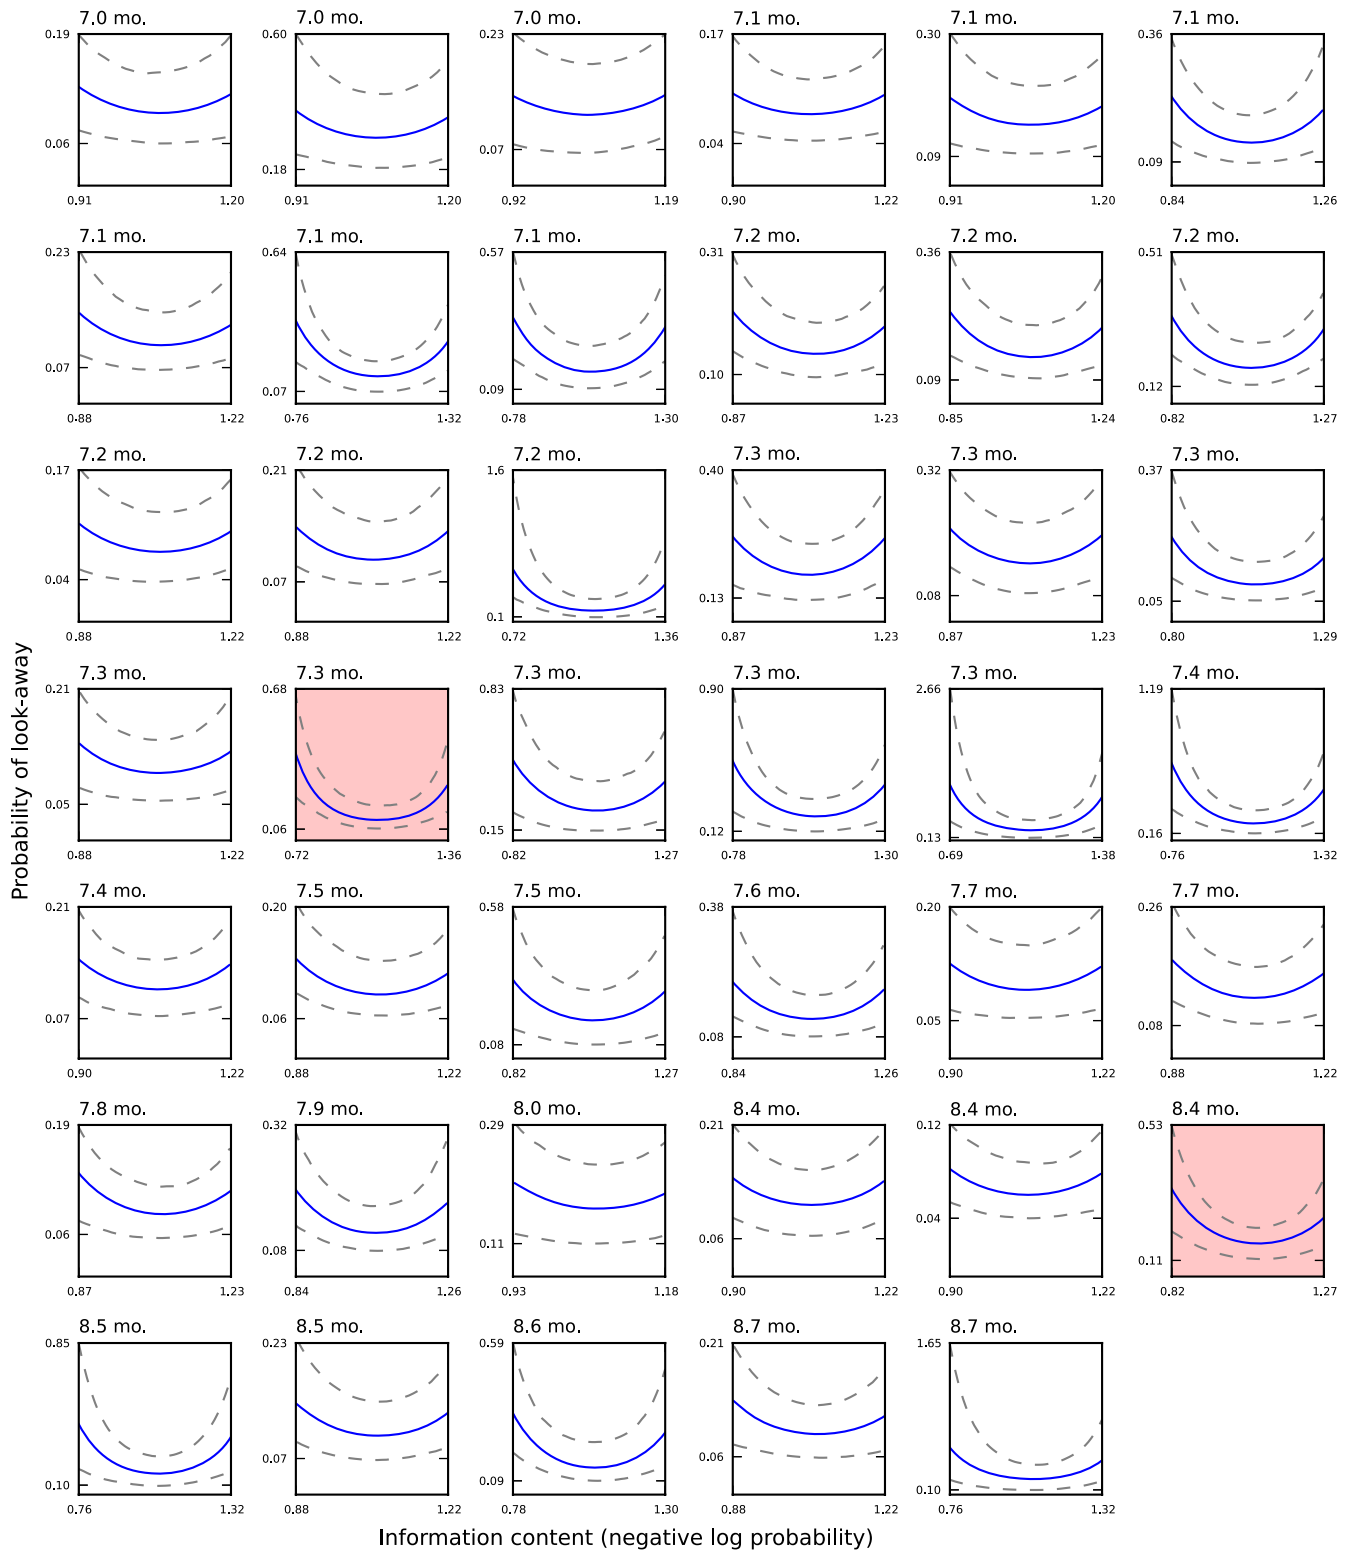 7.0 mo. 7.0 mo. 7.0 mo. 7.1 mo. 7.1 mo. 7.1 mo.
0.19 0.60 0.23 0.17 0.30 0.36
0.06 0.18 0.07 0.04 0.09 0.09
0.91 1.20 0.91 1.20 0.92 1.19 0.90 1.22 0.91 1.20 0.84 1.26
7.1 mo. 7.1 mo. 7.1 mo. 7.2 mo. 7.2 mo. 7.2 mo.
0.23 0.64 0.57 0.31 0.36 0.51
0.07 0.07 0.09 0.10 0.09 0.12
0.88 1.22 0.76 1.32 0.78 1.30 0.87 1.23 0.85 1.24 0.82 1.27
7.2 mo. 7.2 mo. 7.2 mo. 7.3 mo. 7.3 mo. 7.3 mo.
0.17 0.21 1.6 0.40 0.32 0.37
0.04 0.07 0.1 0.13 0.08 0.05
0.88 1.22 0.88 1.22 0.72 1.36 0.87 1.23 0.87 1.23 0.80 1.29
7.3 mo. 7.3 mo. 7.3 mo. 7.3 mo. 7.3 mo. 7.4 mo.
0.21 0.68 0.83 0.90 2.66 1.19
0.05 0.06 0.15 0.12 0.13 0.16
0.88 1.22 0.72 1.36 0.82 1.27 0.78 1.30 0.69 1.38 0.76 1.32
7.4 mo. 7.5 mo. 7.5 mo. 7.6 mo. 7.7 mo. 7.7 mo.
0.21 0.20 0.58 0.38 0.20 0.26
0.07 0.06 0.08 0.08 0.05 0.08
0.90 1.22 0.88 1.22 0.82 1.27 0.84 1.26 0.90 1.22 0.88 1.22
7.8 mo. 7.9 mo. 8.0 mo. 8.4 mo. 8.4 mo. 8.4 mo.
0.19 0.32 0.29 0.21 0.12 0.53
0.06 0.08 0.11 0.06 0.04 0.11
0.87 1.23 0.84 1.26 0.93 1.18 0.90 1.22 0.90 1.22 0.82 1.27
8.5 mo. 8.5 mo. 8.6 mo. 8.7 mo. 8.7 mo.
0.85 0.23 0.59 0.21 1.65
0.10 0.07 0.09 0.06 0.10
0.76 1.32 0.88 1.22 0.78 1.30 0.88 1.22 0.76 1.32
Probability of look-away
Information content (negative log probability)